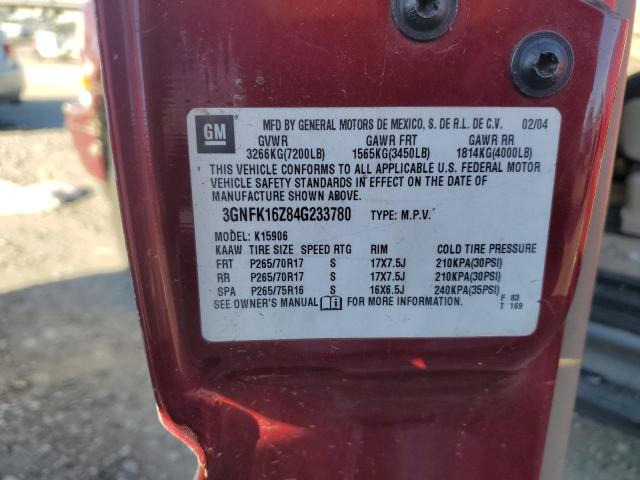 GM MFD BY GENERAL MOTORS DE MEXICO, S. DE R.L. DE C.V. 02/04
GVWR GAWR FRT GAWR RR
3266KG(7200LB) 1565KG(3450LB) 1814KG(4000LB)
THIS VEHICLE CONFORMS TO ALL APPLICABLE U.S. FEDERAL MOTOR
VEHICLE SAFETY STANDARDS IN EFFECT ON THE DATE OF
MANUFACTURE SHOWN ABOVE.
3GNFK16Z84G233780 TYPE: M.P.V.
MODEL: K15906
KAAW TIRE SIZE SPEED RTG RIM COLD TIRE PRESSURE
FRT P265/70R17 S 17X7.5J 210KPA(30PSI)
RR P265/70R17 S 17X7.5J 210KPA(30PSI)
SPA P265/75R16 S 16X6.5J 240KPA(35PSI)
SEE OWNER'S MANUAL FOR MORE INFORMATION.
F 83
T 169